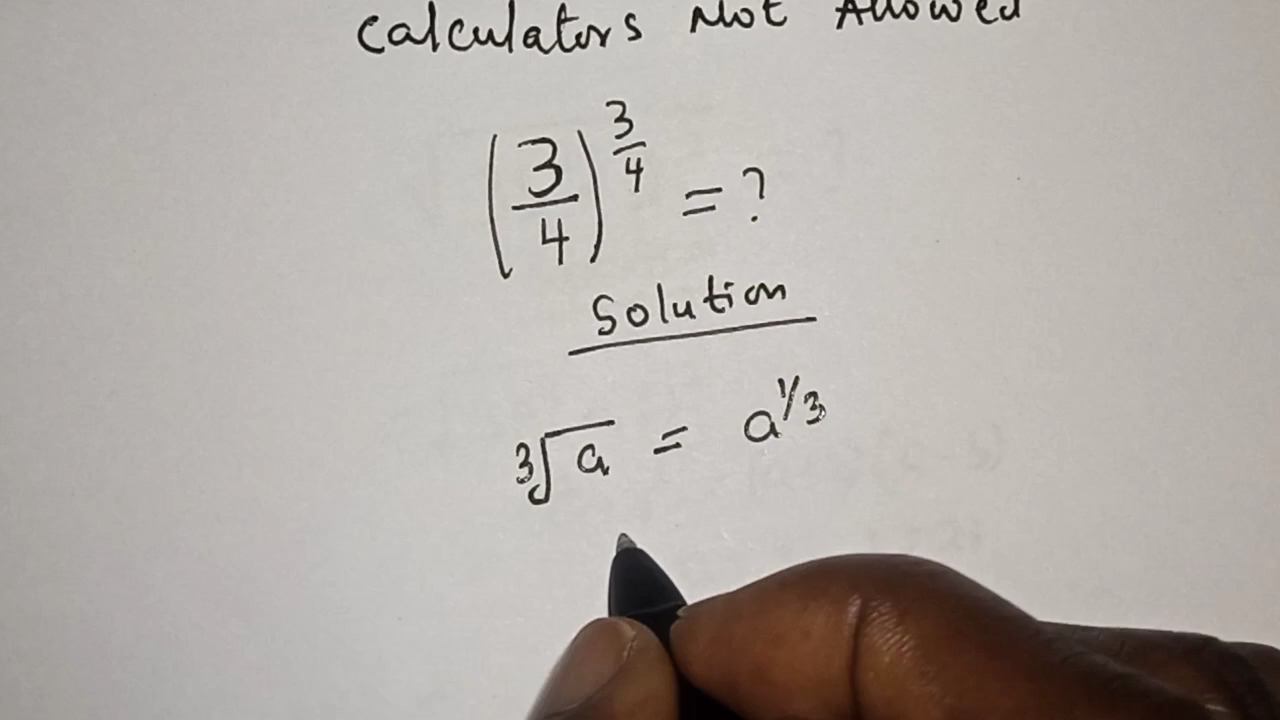 Calculators Not Allowed
(3/4)^(3/4) = ?
Solution
∛a = a^(1/3)